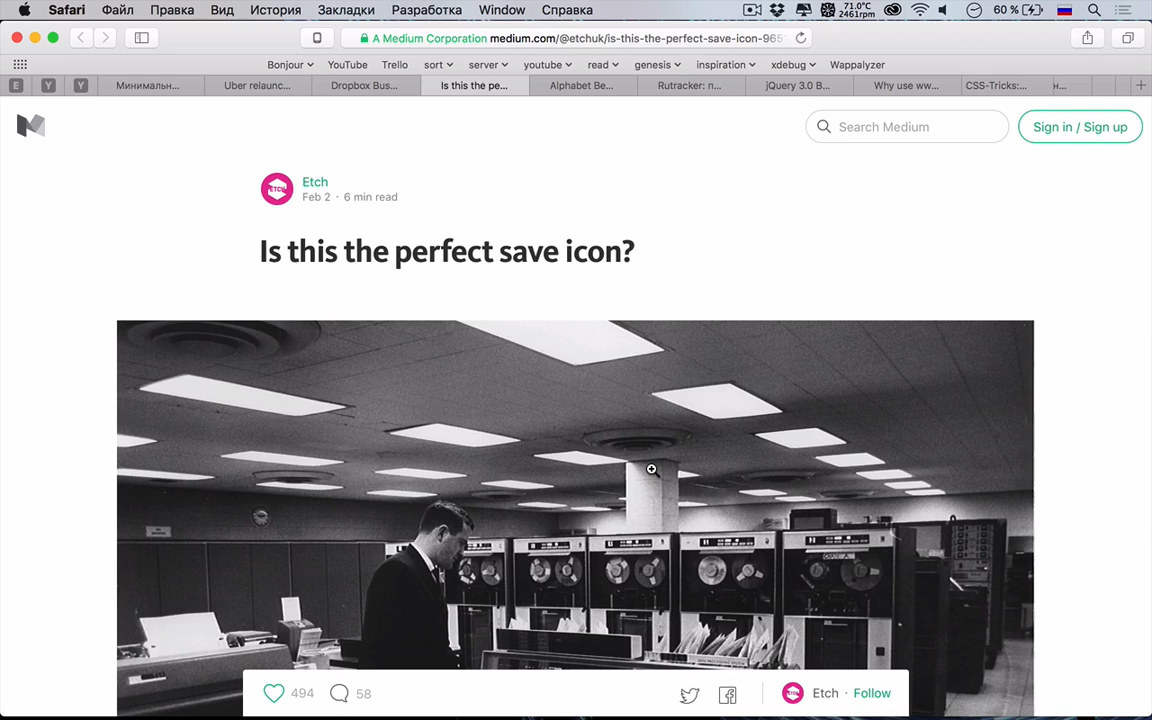 Safari Файл Правка Вид История Закладки Разработка Window Справка 71.0°C 2461rpm 60 %
A Medium Corporation medium.com/@etchuk/is-this-the-perfect-save-icon-965
Bonjour YouTube Trello sort server youtube read genesis inspiration xdebug Wappalyzer
E Y Y Минимальн... Uber relaunc... Dropbox Bus... Is this the pe... Alphabet Be... Rutracker: п... jQuery 3.0 B... Why use ww... CSS-Tricks:...
Search Medium Sign in / Sign up
ETCH Etch
Feb 2 · 6 min read
Is this the perfect save icon?
494 58 Etch · Follow